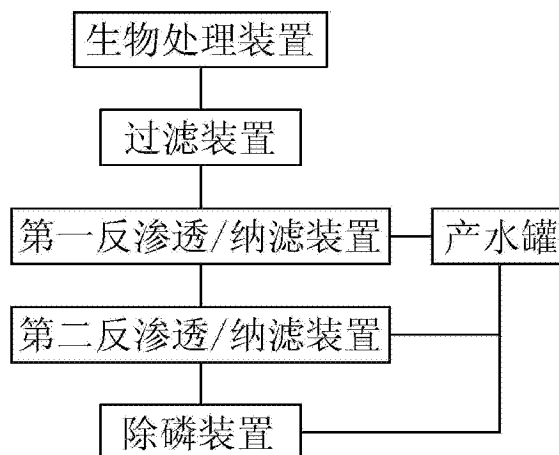 生物处理装置
过滤装置
第一反渗透/纳滤装置
产水罐
第二反渗透/纳滤装置
除磷装置